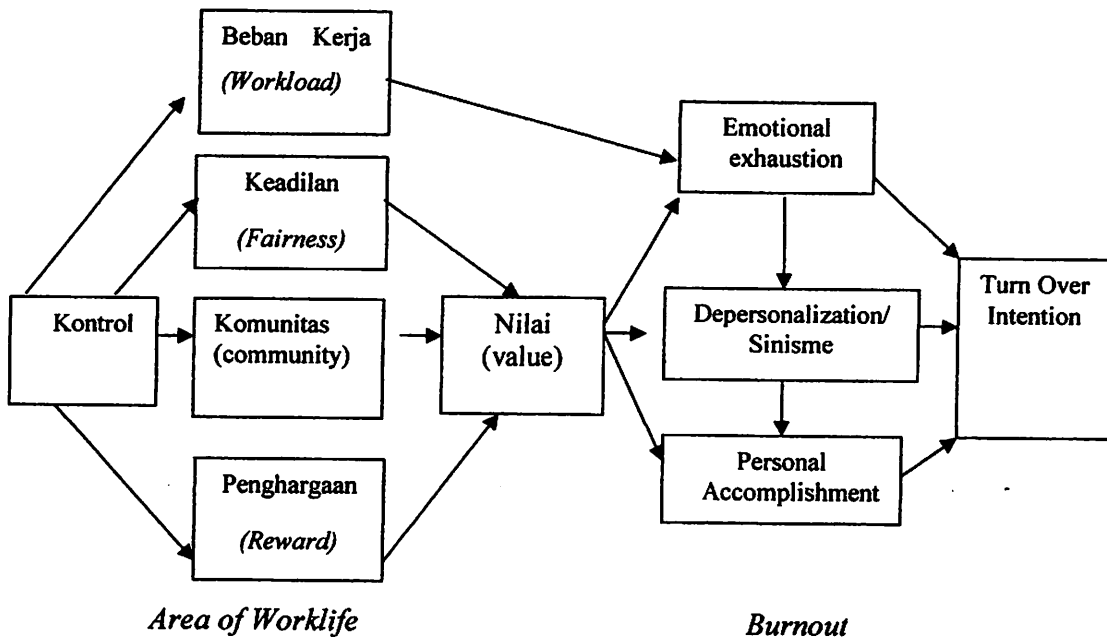 Beban Kerja
(Workload)
Keadilan
(Fairness)
Kontrol
Komunitas
(community)
Penghargaan
(Reward)
Nilai
(value)
Emotional
exhaustion
Depersonalization/
Sinisme
Personal
Accomplishment
Turn Over
Intention
Area of Worklife
Burnout